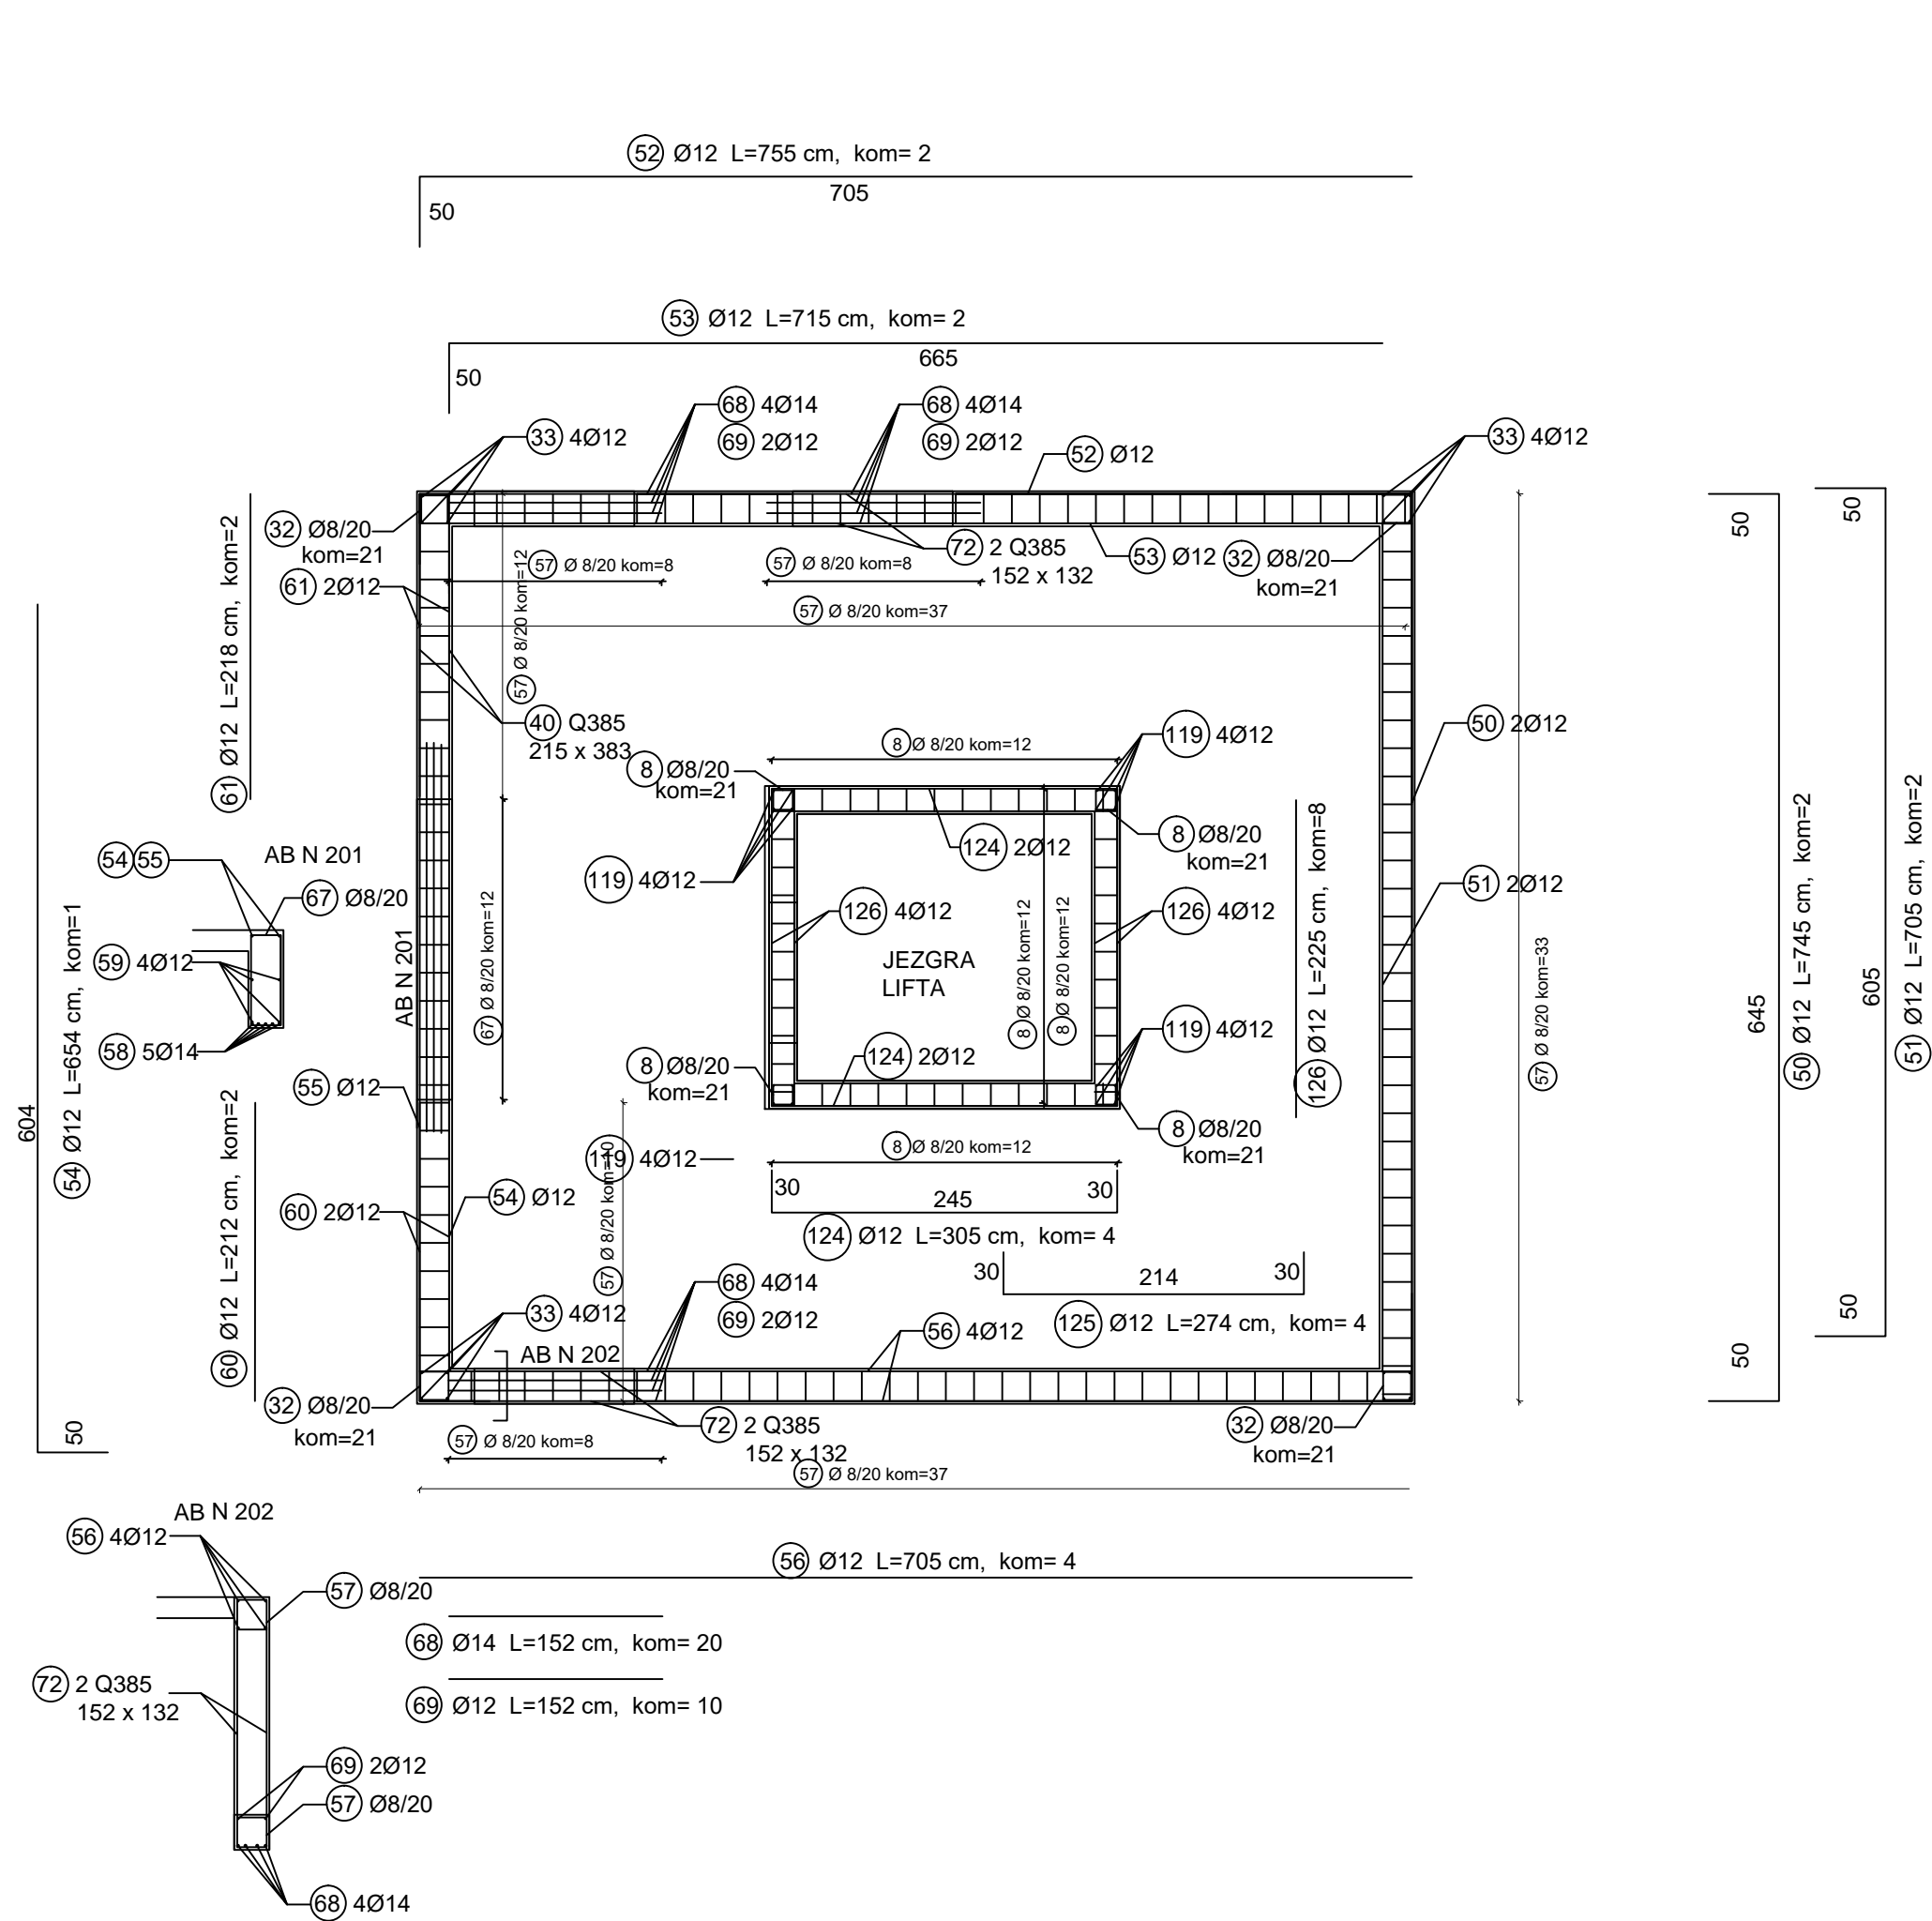 52 Ø12 L=755 cm, kom= 2
705
50
53 Ø12 L=715 cm, kom= 2
665
50
68 4Ø14
69 2Ø12
68 4Ø14
69 2Ø12
33 4Ø12
52 Ø12
33 4Ø12
32 Ø8/20
kom=21
61 2Ø12
57 Ø 8/20 kom=8
57 Ø 8/20 kom=12
57 Ø 8/20 kom=8
72 2 Q385
152 x 132
53 Ø12
32 Ø8/20
kom=21
57 Ø 8/20 kom=37
61 Ø12 L=218 cm, kom=2
40 Q385
215 x 383
8 Ø 8/20 kom=12
8 Ø8/20
kom=21
119 4Ø12
50 2Ø12
8 Ø8/20
kom=21
124 2Ø12
119 4Ø12
51 2Ø12
126 4Ø12
126 4Ø12
JEZGRA
LIFTA
8 Ø 8/20 kom=12
8 Ø 8/20 kom=12
126 Ø12 L=225 cm, kom=8
57 Ø 8/20 kom=33
50
645
50
50 Ø12 L=745 cm, kom=2
50
605
50
51 Ø12 L=705 cm, kom=2
54 55
AB N 201
67 Ø8/20
59 4Ø12
58 5Ø14
AB N 201
67 Ø 8/20 kom=12
604
50
54 Ø12 L=654 cm, kom=1
55 Ø12
60 Ø12 L=212 cm, kom=2
124 2Ø12
119 4Ø12
8 Ø8/20
kom=21
8 Ø8/20
kom=21
119 4Ø12
57 Ø 8/20 kom=10
8 Ø 8/20 kom=12
30
245
30
124 Ø12 L=305 cm, kom= 4
54 Ø12
60 2Ø12
30
214
30
125 Ø12 L=274 cm, kom= 4
68 4Ø14
69 2Ø12
33 4Ø12
56 4Ø12
AB N 202
32 Ø8/20
kom=21
57 Ø 8/20 kom=8
72 2 Q385
152 x 132
32 Ø8/20
kom=21
57 Ø 8/20 kom=37
AB N 202
56 4Ø12
56 Ø12 L=705 cm, kom= 4
57 Ø8/20
68 Ø14 L=152 cm, kom= 20
72 2 Q385
152 x 132
69 Ø12 L=152 cm, kom= 10
69 2Ø12
57 Ø8/20
68 4Ø14